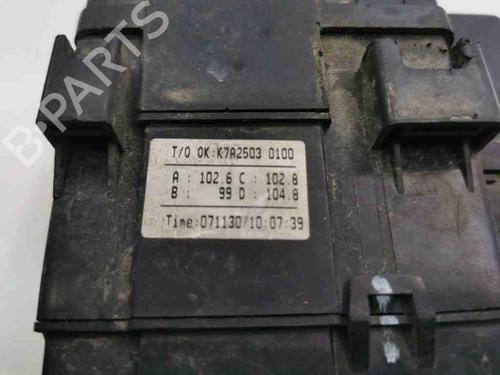 T/O OK:K7A2503 0100
A : 102.6 C : 102.8
B : 99 D : 104.8
Time:071130/10:07:39
B-PARTS